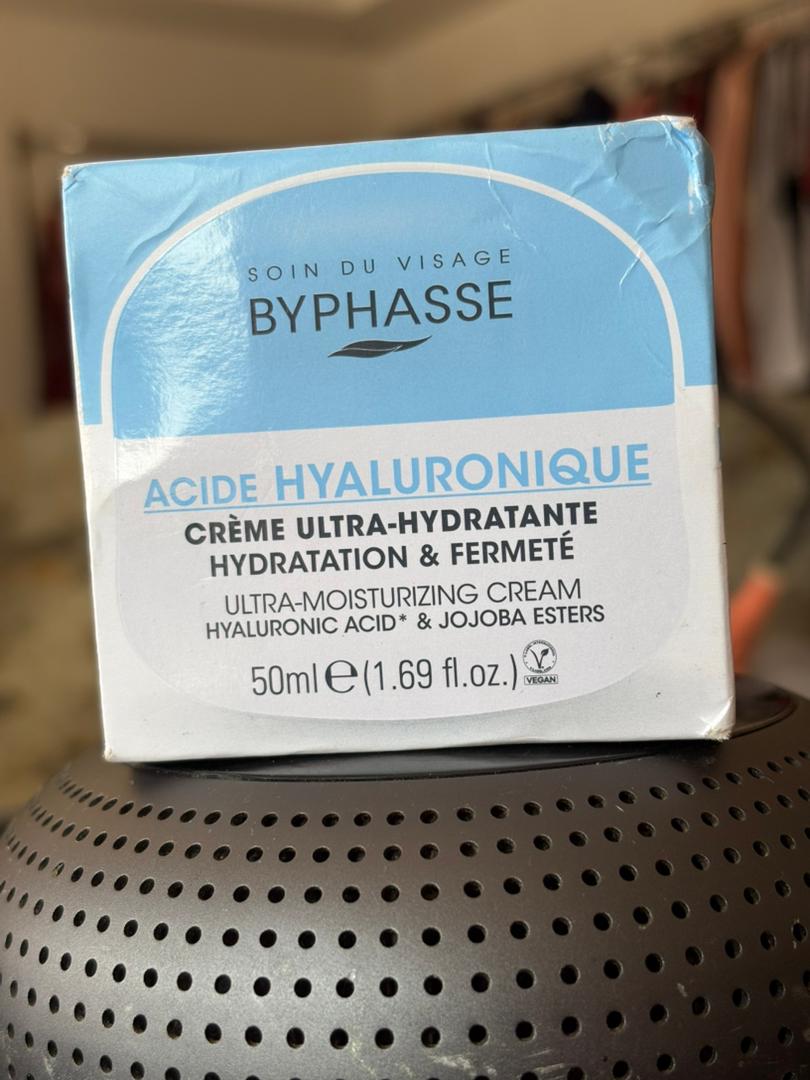 SOIN DU VISAGE
BYPHASSE
ACIDE HYALURONIQUE
CRÈME ULTRA-HYDRATANTE
HYDRATATION & FERMETÉ
ULTRA-MOISTURIZING CREAM
HYALURONIC ACID* & JOJOBA ESTERS
50ml ℮ (1.69 fl.oz.)
VEGAN